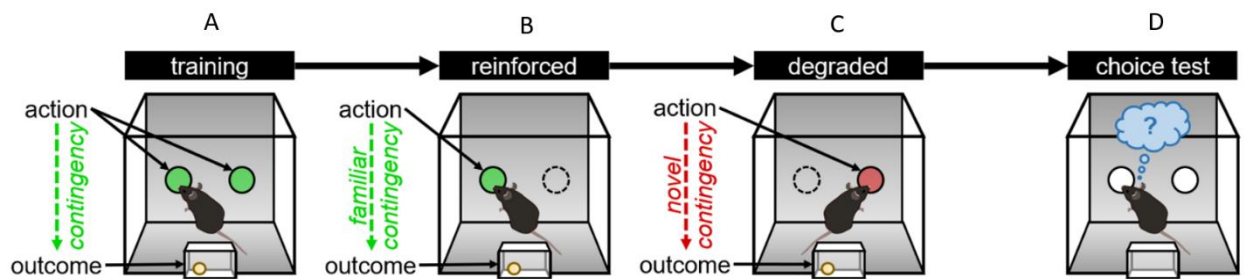 A
B
C
D
training
reinforced
degraded
choice test
action
contingency
outcome
action
familiar
contingency
outcome
action
novel
contingency
outcome
?